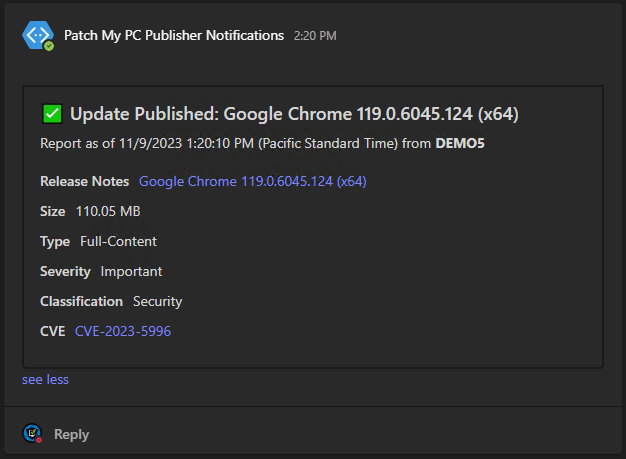 Patch My PC Publisher Notifications 2:20 PM
Update Published: Google Chrome 119.0.6045.124 (x64)
Report as of 11/9/2023 1:20:10 PM (Pacific Standard Time) from DEMO5
Release Notes Google Chrome 119.0.6045.124 (x64)
Size 110.05 MB
Type Full-Content
Severity Important
Classification Security
CVE CVE-2023-5996
see less
Reply